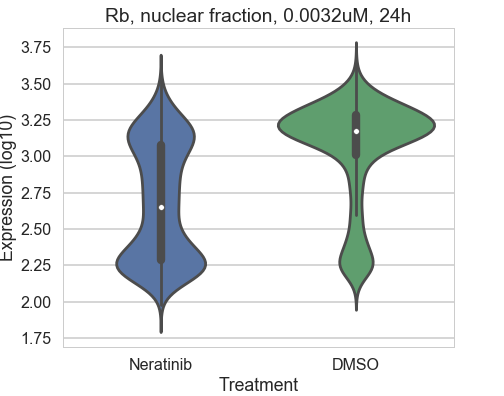 Rb, nuclear fraction, 0.0032uM, 24h
3.75
3.50
3.25
3.00
2.75
2.50
2.25
2.00
1.75
Expression (log10)
Neratinib DMSO
Treatment